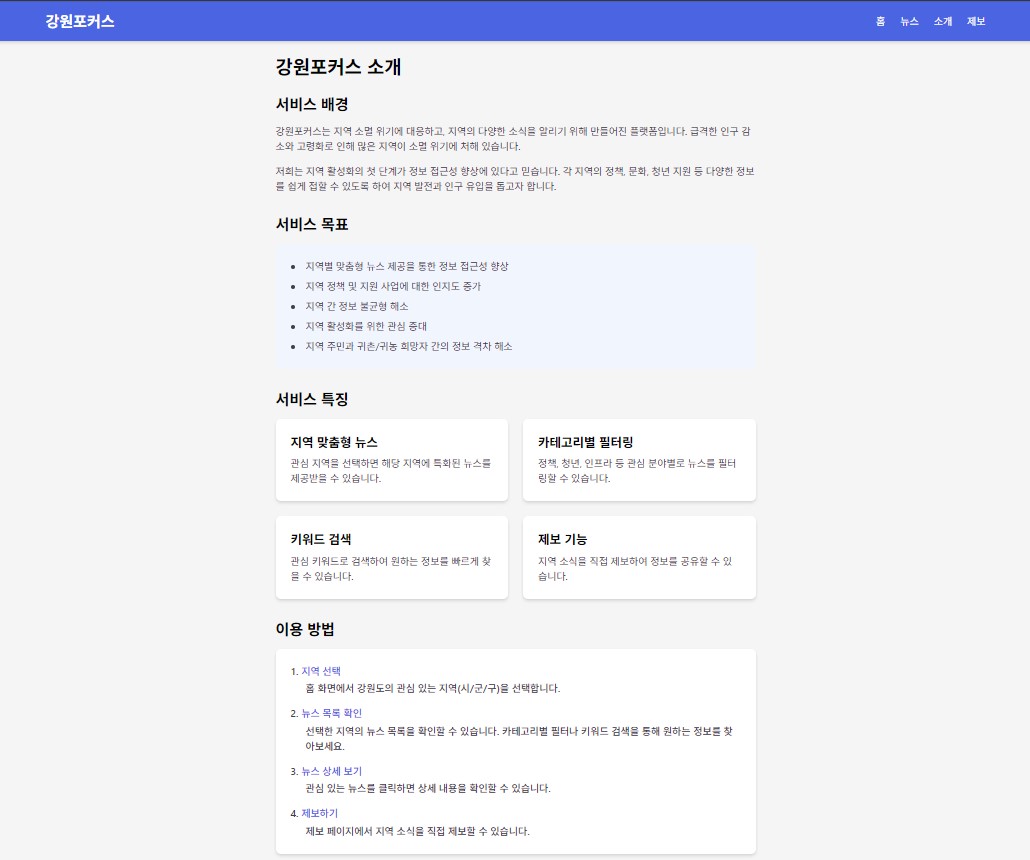 강원포커스
홈 뉴스 소개 제보
강원포커스 소개
서비스 배경
강원포커스는 지역 소멸 위기에 대응하고, 지역의 다양한 소식을 알리기 위해 만들어진 플랫폼입니다. 급격한 인구 감
소와 고령화로 인해 많은 지역이 소멸 위기에 처해 있습니다.
저희는 지역 활성화의 첫 단계가 정보 접근성 향상에 있다고 믿습니다. 각 지역의 정책, 문화, 청년 지원 등 다양한 정보
를 쉽게 접할 수 있도록 하여 지역 발전과 인구 유입을 돕고자 합니다.
서비스 목표
• 지역별 맞춤형 뉴스 제공을 통한 정보 접근성 향상
• 지역 정책 및 지원 사업에 대한 인지도 증가
• 지역 간 정보 불균형 해소
• 지역 활성화를 위한 관심 증대
• 지역 주민과 귀촌/귀농 희망자 간의 정보 격차 해소
서비스 특징
지역 맞춤형 뉴스
관심 지역을 선택하면 해당 지역에 특화된 뉴스를
제공받을 수 있습니다.
카테고리별 필터링
정책, 청년, 인프라 등 관심 분야별로 뉴스를 필터
링할 수 있습니다.
키워드 검색
관심 키워드로 검색하여 원하는 정보를 빠르게 찾
을 수 있습니다.
제보 기능
지역 소식을 직접 제보하여 정보를 공유할 수 있
습니다.
이용 방법
1. 지역 선택
홈 화면에서 강원도의 관심 있는 지역(시/군/구)을 선택합니다.
2. 뉴스 목록 확인
선택한 지역의 뉴스 목록을 확인할 수 있습니다. 카테고리별 필터나 키워드 검색을 통해 원하는 정보를 찾
아보세요.
3. 뉴스 상세 보기
관심 있는 뉴스를 클릭하면 상세 내용을 확인할 수 있습니다.
4. 제보하기
제보 페이지에서 지역 소식을 직접 제보할 수 있습니다.